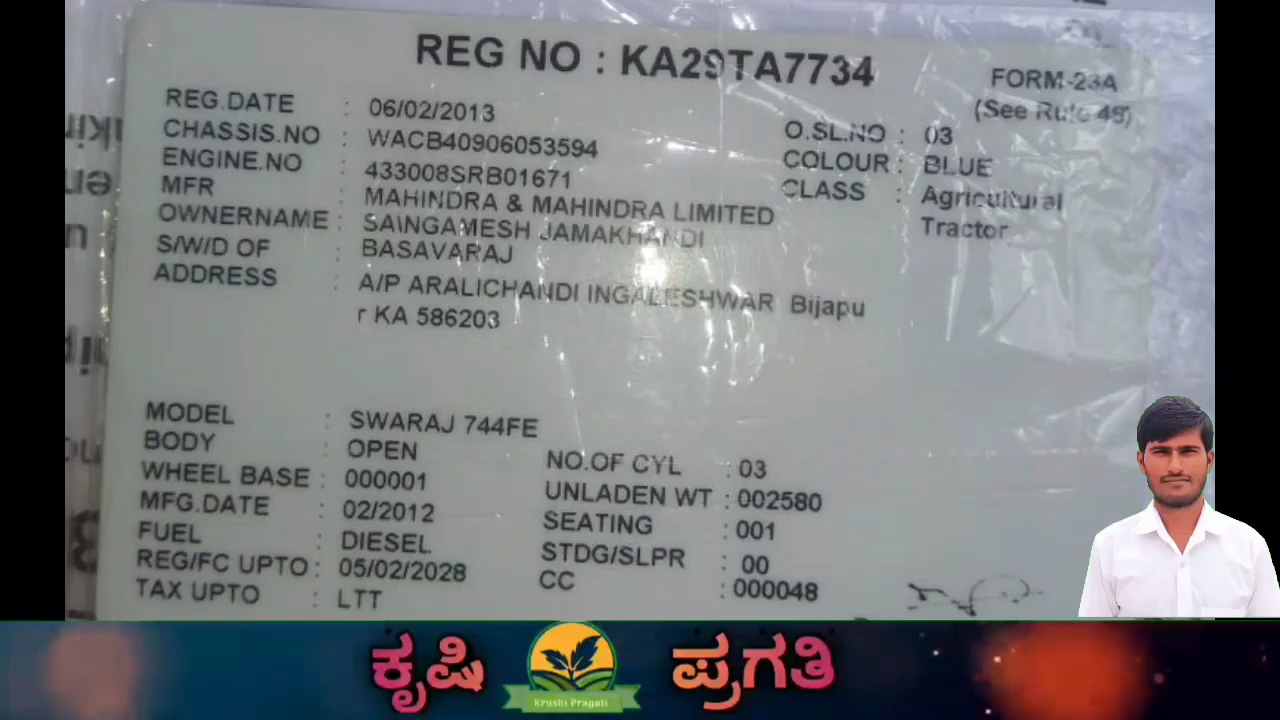 REG NO : KA29TA7734
FORM-23A
(See Rule 48)
REG.DATE : 06/02/2013
CHASSIS.NO : WACB40906053594
O.SL.NO : 03
ENGINE.NO : 433008SRB01671
COLOUR : BLUE
MFR : MAHINDRA & MAHINDRA LIMITED
CLASS : Agricultural
Tractor
OWNERNAME : SAINGAMESH JAMAKHANDI
S/W/D OF : BASAVARAJ
ADDRESS : A/P ARALICHANDI INGALESHWAR Bijapu
r KA 586203
MODEL : SWARAJ 744FE
BODY : OPEN
NO.OF CYL : 03
WHEEL BASE : 000001
UNLADEN WT : 002580
MFG.DATE : 02/2012
SEATING : 001
FUEL : DIESEL
STDG/SLPR : 00
REG/FC UPTO : 05/02/2028
CC : 000048
TAX UPTO : LTT
ಕೃಷಿ ಪ್ರಗತಿ
Krushi Pragati